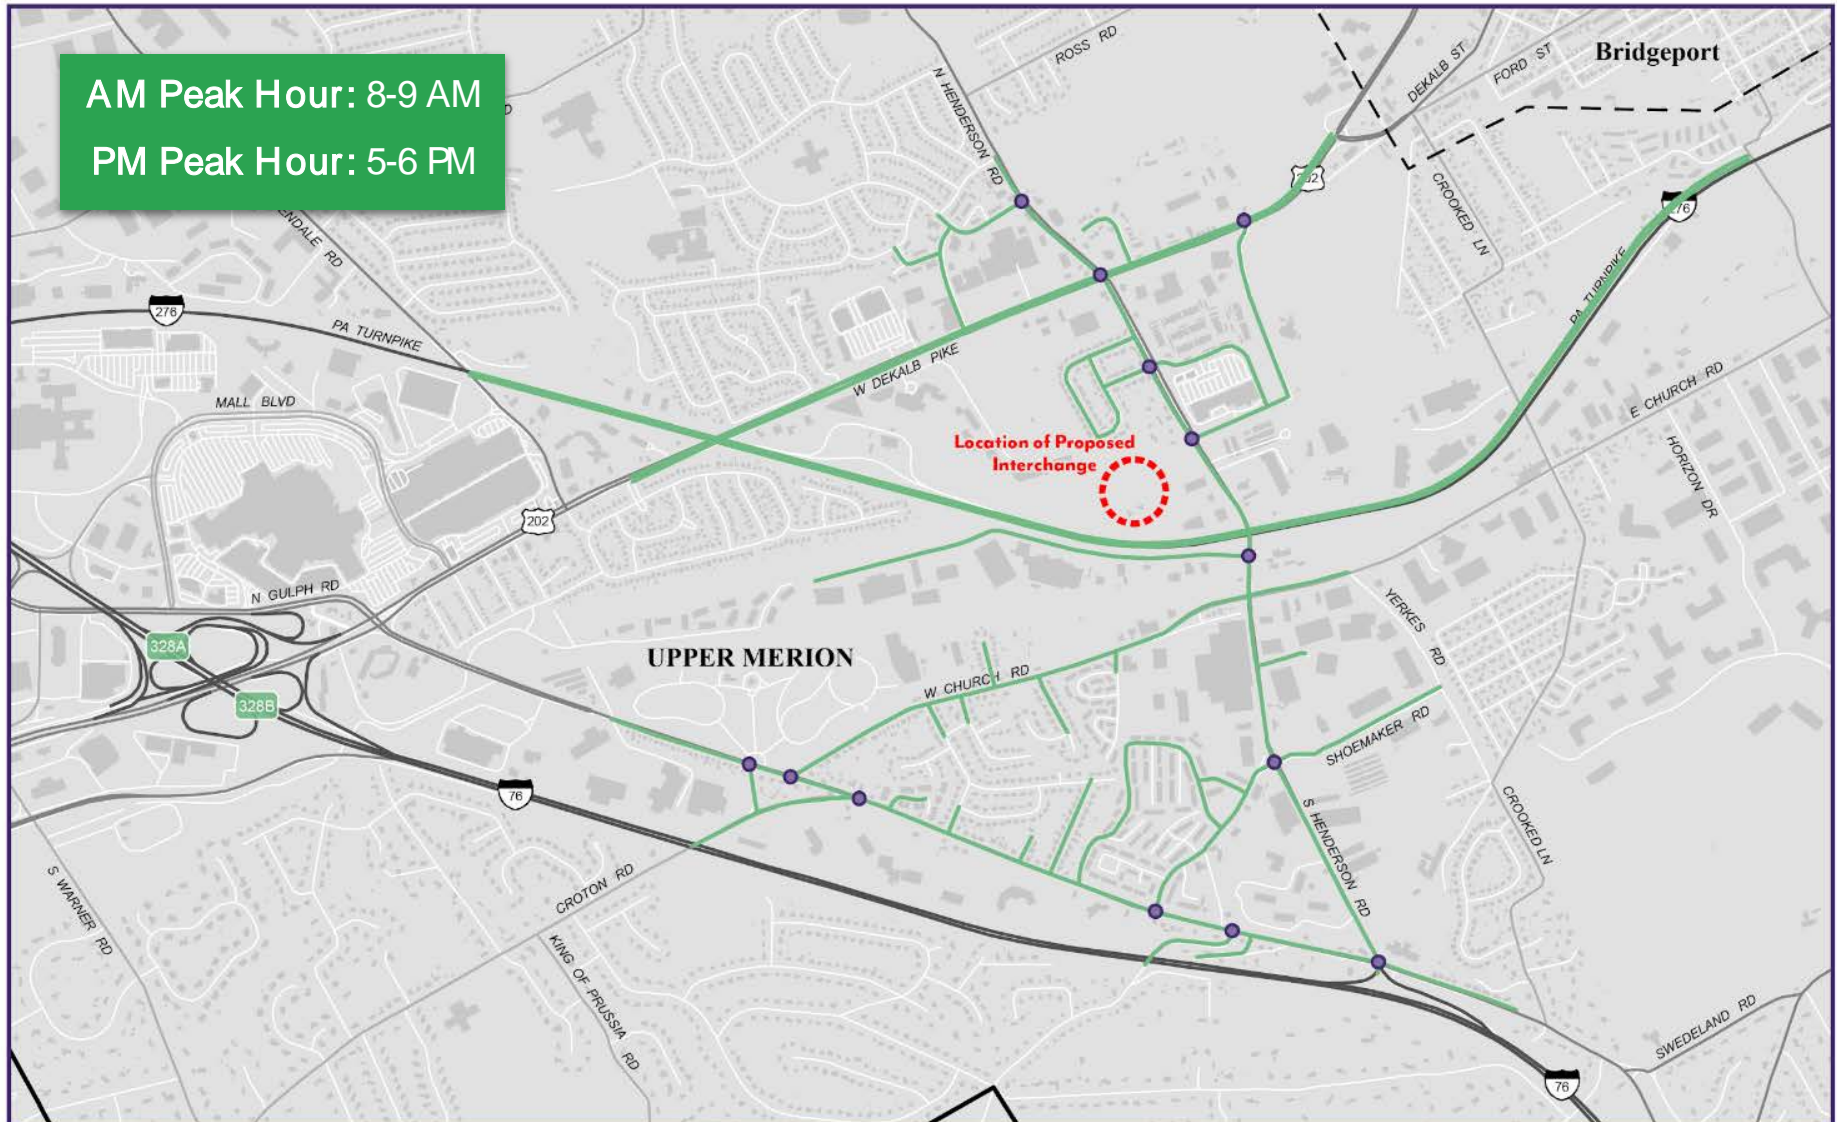 AM Peak Hour: 8-9 AM
PM Peak Hour: 5-6 PM
ROSS RD
DEKALB ST
FORD ST
Bridgeport
N HENDERSON RD
202
CROOKED LN
276
ENDALE RD
276
PA TURNPIKE
PA TURNPIKE
W DEKALB PIKE
E CHURCH RD
MALL BLVD
Location of Proposed
Interchange
HORIZON DR
202
N GULPH RD
YERKES RD
328A
UPPER MERION
W CHURCH RD
328B
SHOEMAKER RD
76
S HENDERSON RD
CROOKED LN
S WARNER RD
CROTON RD
KING OF PRUSSIA RD
SWEDELAND RD
76